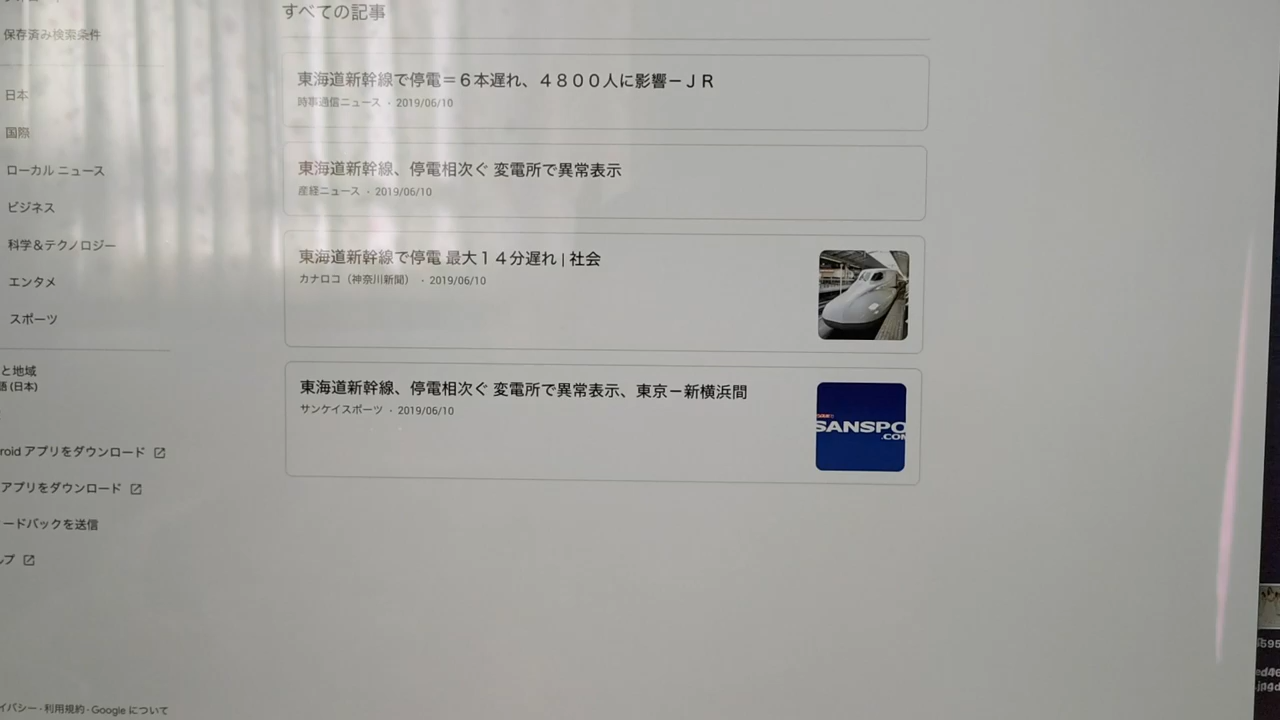 すべての記事
保存済み検索条件
東海道新幹線で停電＝６本遅れ、４８００人に影響－ＪＲ
時事通信ニュース ・ 2019/06/10
日本
国際
東海道新幹線、停電相次ぐ 変電所で異常表示
産経ニュース ・ 2019/06/10
ローカル ニュース
ビジネス
科学＆テクノロジー
東海道新幹線で停電 最大１４分遅れ | 社会
カナロコ（神奈川新聞） ・ 2019/06/10
エンタメ
スポーツ
と地域
語 (日本)
東海道新幹線、停電相次ぐ 変電所で異常表示、東京－新横浜間
サンケイスポーツ ・ 2019/06/10
SANSPO
.COM
roid アプリをダウンロード
アプリをダウンロード
ードバックを送信
ルプ
イバシー · 利用規約 · Google について